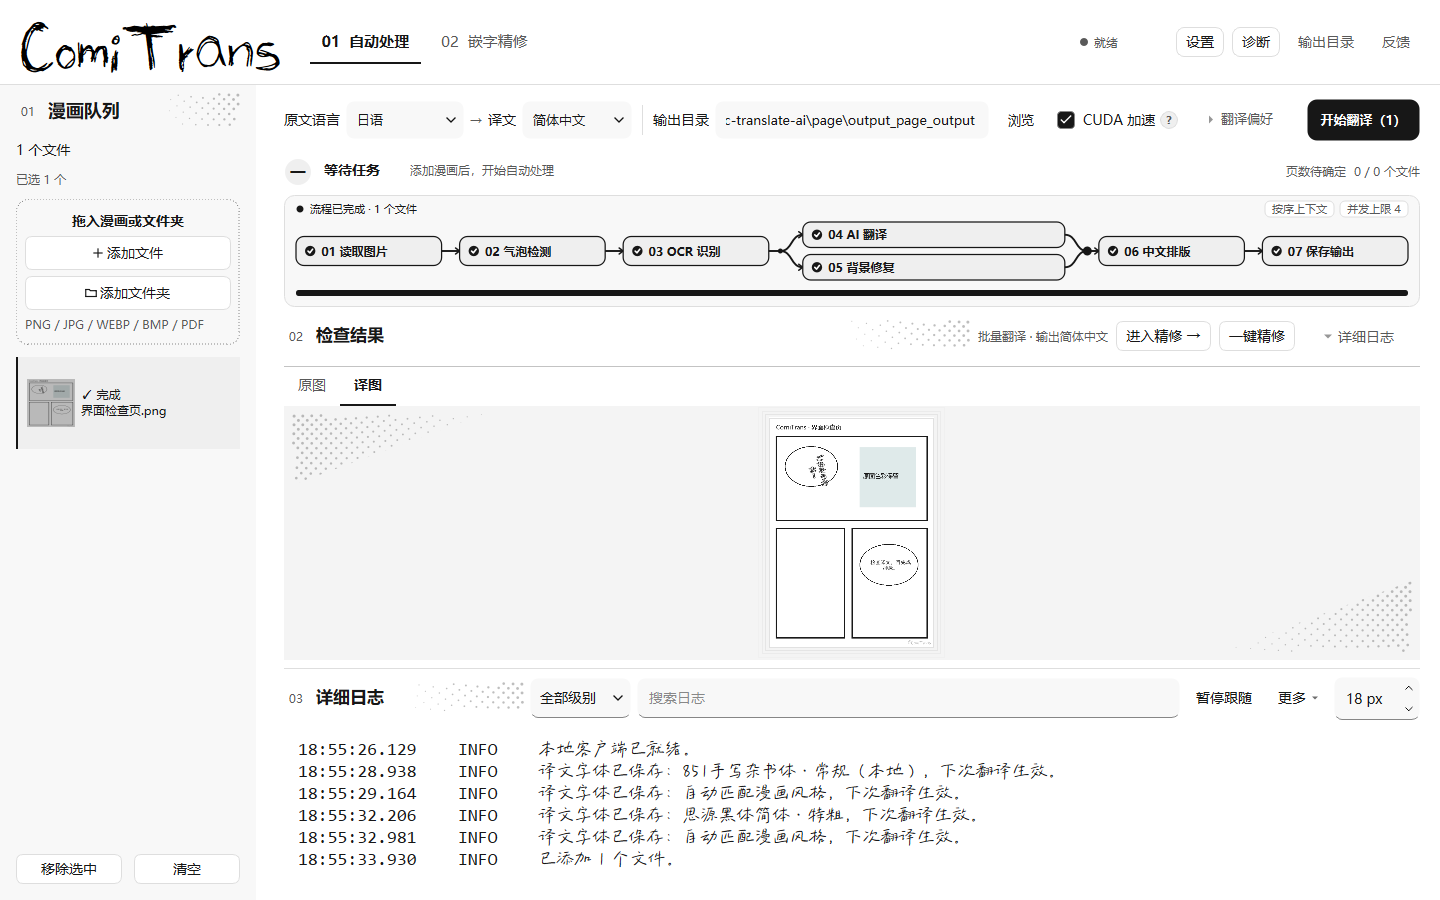 ComiTrans
01 自动处理
02 嵌字精修
就绪
设置
诊断
输出目录
反馈
01 漫画队列
1 个文件
已选 1 个
拖入漫画或文件夹
添加文件
添加文件夹
PNG / JPG / WEBP / BMP / PDF
✓ 完成
界面检查页.png
移除选中
清空
原文语言 日语 → 译文 简体中文
输出目录 c-translate-ai\page\output_page_output 浏览
CUDA 加速 ?
翻译偏好
开始翻译（1）
等待任务 添加漫画后，开始自动处理
页数待确定 0 / 0 个文件
流程已完成 · 1 个文件
按序上下文
并发上限 4
01 读取图片
02 气泡检测
03 OCR 识别
04 AI 翻译
05 背景修复
06 中文排版
07 保存输出
02 检查结果
批量翻译 · 输出简体中文
进入精修 →
一键精修
详细日志
原图
译图
ComiTrans · 界面检查页
03 详细日志
全部级别
搜索日志
暂停跟随
更多
18 px
18:55:26.129 INFO 本地客户端已就绪。
18:55:28.938 INFO 译文字体已保存：851手写杂书体 · 常规（本地），下次翻译生效。
18:55:29.164 INFO 译文字体已保存：自动匹配漫画风格，下次翻译生效。
18:55:32.206 INFO 译文字体已保存：思源黑体简体 · 特粗，下次翻译生效。
18:55:32.981 INFO 译文字体已保存：自动匹配漫画风格，下次翻译生效。
18:55:33.930 INFO 已添加 1 个文件。